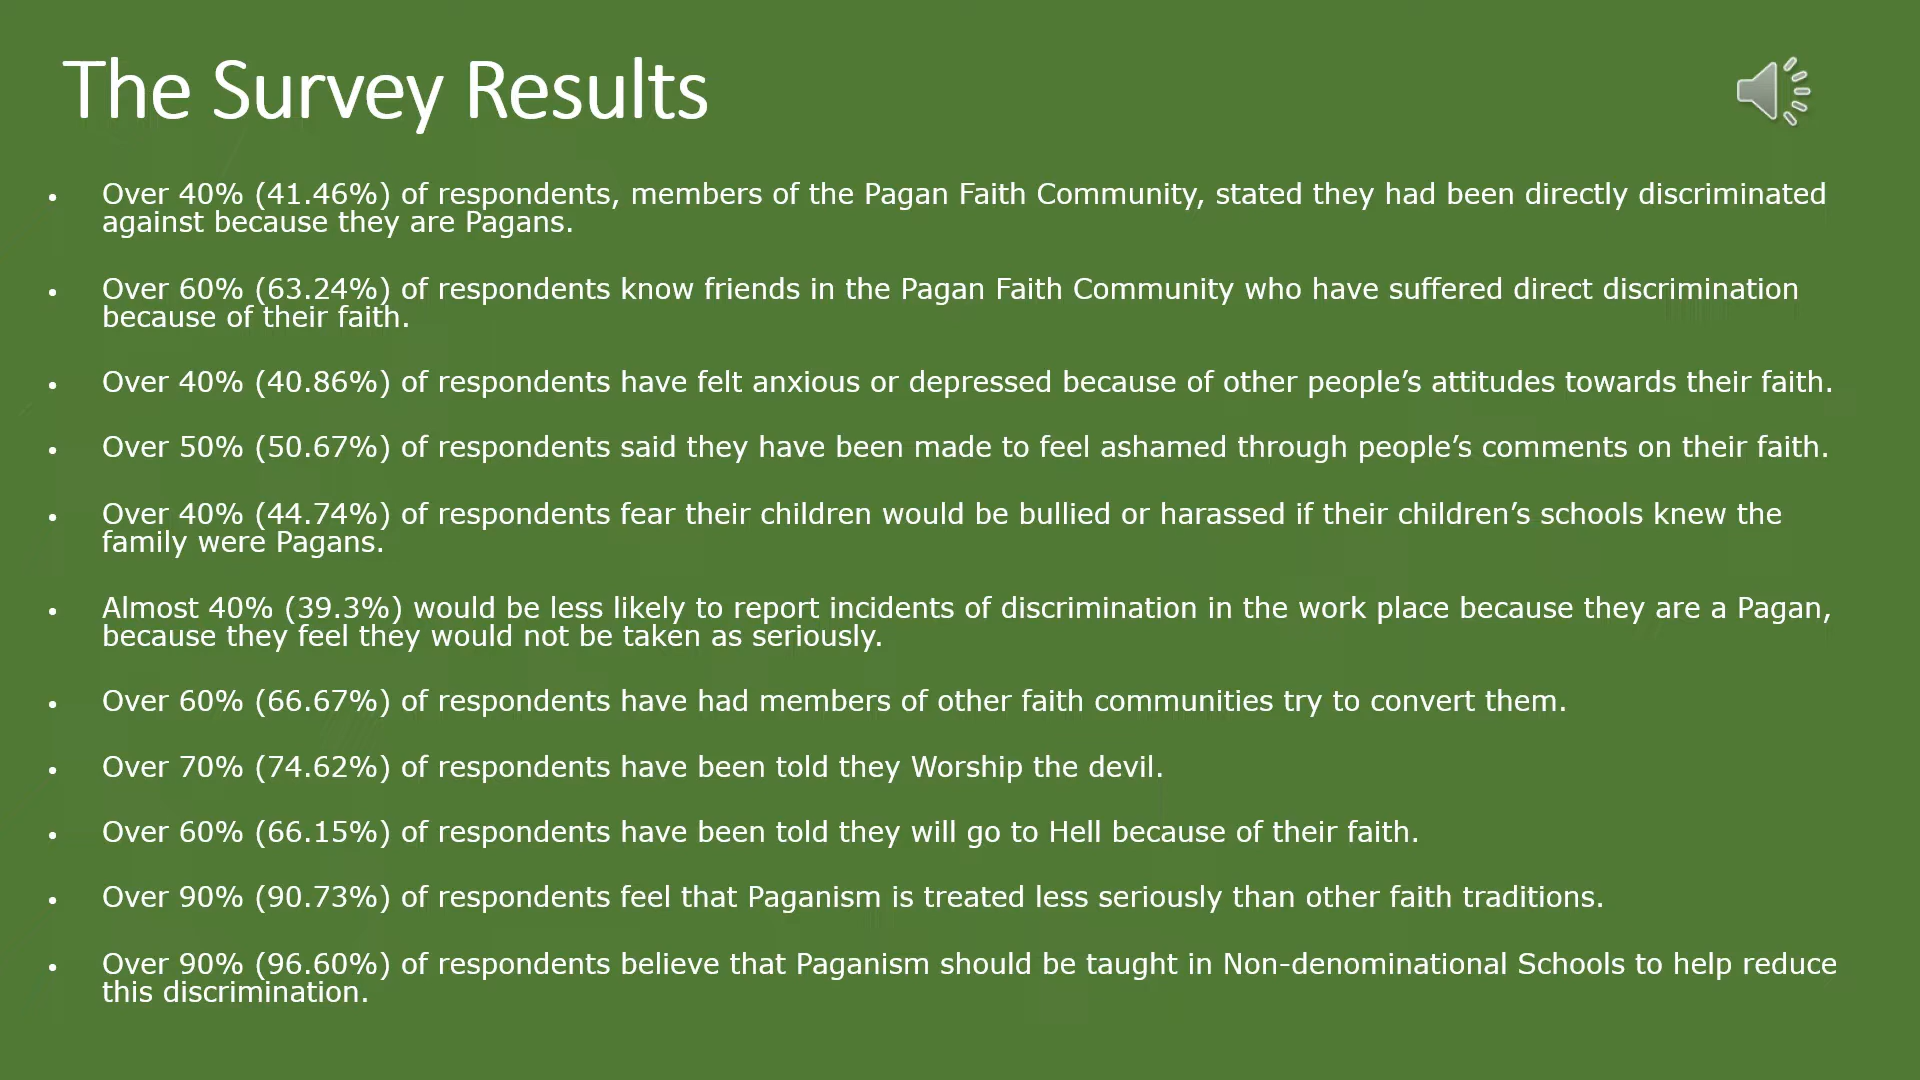 The Survey Results
• Over 40% (41.46%) of respondents, members of the Pagan Faith Community, stated they had been directly discriminated
against because they are Pagans.
• Over 60% (63.24%) of respondents know friends in the Pagan Faith Community who have suffered direct discrimination
because of their faith.
• Over 40% (40.86%) of respondents have felt anxious or depressed because of other people’s attitudes towards their faith.
• Over 50% (50.67%) of respondents said they have been made to feel ashamed through people’s comments on their faith.
• Over 40% (44.74%) of respondents fear their children would be bullied or harassed if their children’s schools knew the
family were Pagans.
• Almost 40% (39.3%) would be less likely to report incidents of discrimination in the work place because they are a Pagan,
because they feel they would not be taken as seriously.
• Over 60% (66.67%) of respondents have had members of other faith communities try to convert them.
• Over 70% (74.62%) of respondents have been told they Worship the devil.
• Over 60% (66.15%) of respondents have been told they will go to Hell because of their faith.
• Over 90% (90.73%) of respondents feel that Paganism is treated less seriously than other faith traditions.
• Over 90% (96.60%) of respondents believe that Paganism should be taught in Non-denominational Schools to help reduce
this discrimination.